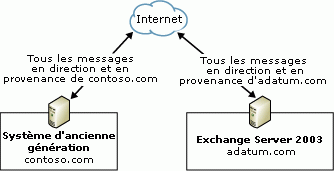 Internet
Tous les messages
en direction et en
provenance de contoso.com
Tous les messages
en direction et en
provenance d'adatum.com
Système d'ancienne
génération
contoso.com
Exchange Server 2003
adatum.com